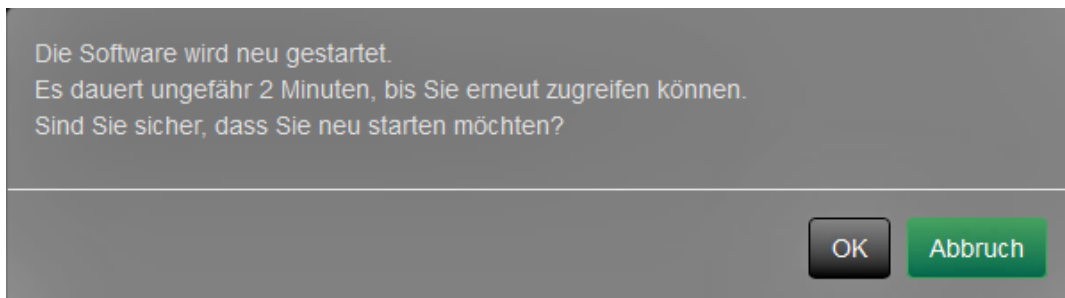 Die Software wird neu gestartet.
Es dauert ungefähr 2 Minuten, bis Sie erneut zugreifen können.
Sind Sie sicher, dass Sie neu starten möchten?
OK Abbruch